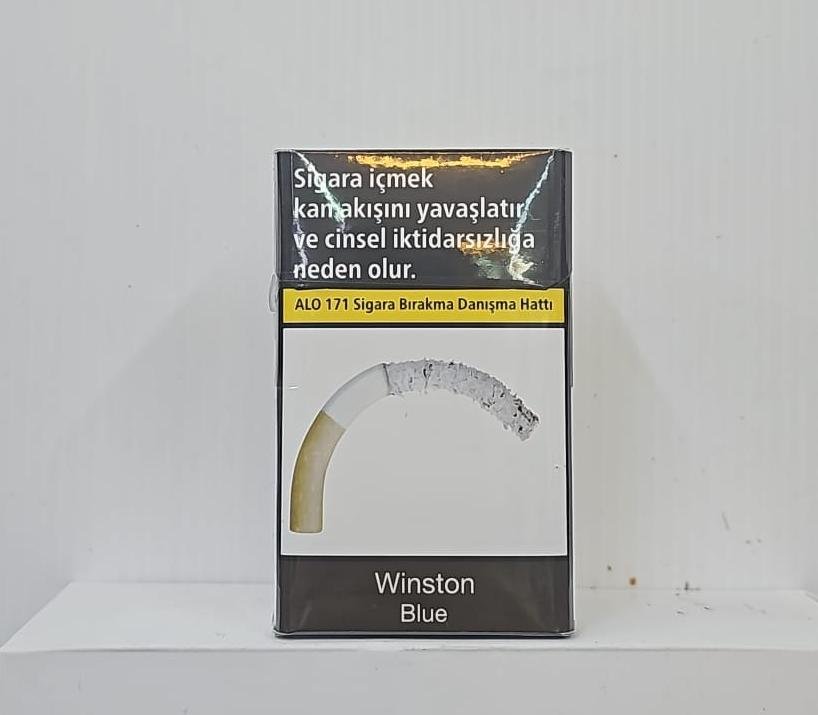 Sigara içmek
kan akışını yavaşlatır
ve cinsel iktidarsızlığa
neden olur.
ALO 171 Sigara Bırakma Danışma Hattı
Winston
Blue